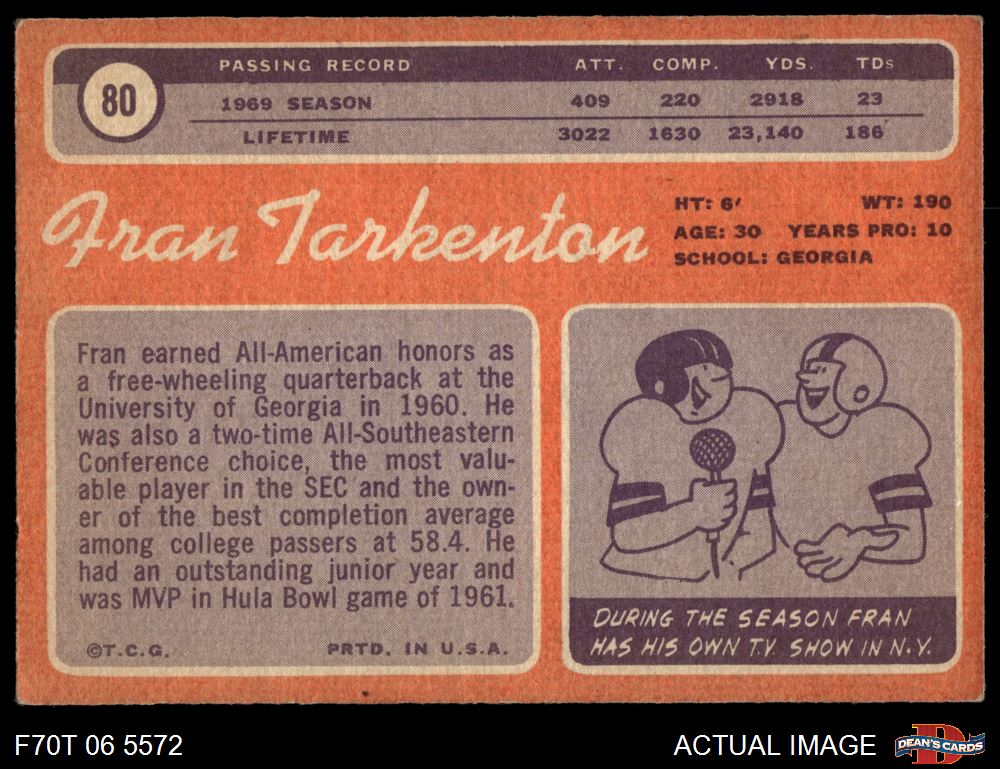 80
PASSING RECORD ATT. COMP. YDS. TDs
1969 SEASON 409 220 2918 23
LIFETIME 3022 1630 23,140 186
Fran Tarkenton
HT: 6' WT: 190
AGE: 30 YEARS PRO: 10
SCHOOL: GEORGIA
Fran earned All-American honors as
a free-wheeling quarterback at the
University of Georgia in 1960. He
was also a two-time All-Southeastern
Conference choice, the most valu-
able player in the SEC and the own-
er of the best completion average
among college passers at 58.4. He
had an outstanding junior year and
was MVP in Hula Bowl game of 1961.
©T.C.G. PRTD. IN U.S.A.
DURING THE SEASON FRAN
HAS HIS OWN T.V. SHOW IN N.Y.
F70T 06 5572
ACTUAL IMAGE
D
DEAN'S CARDS